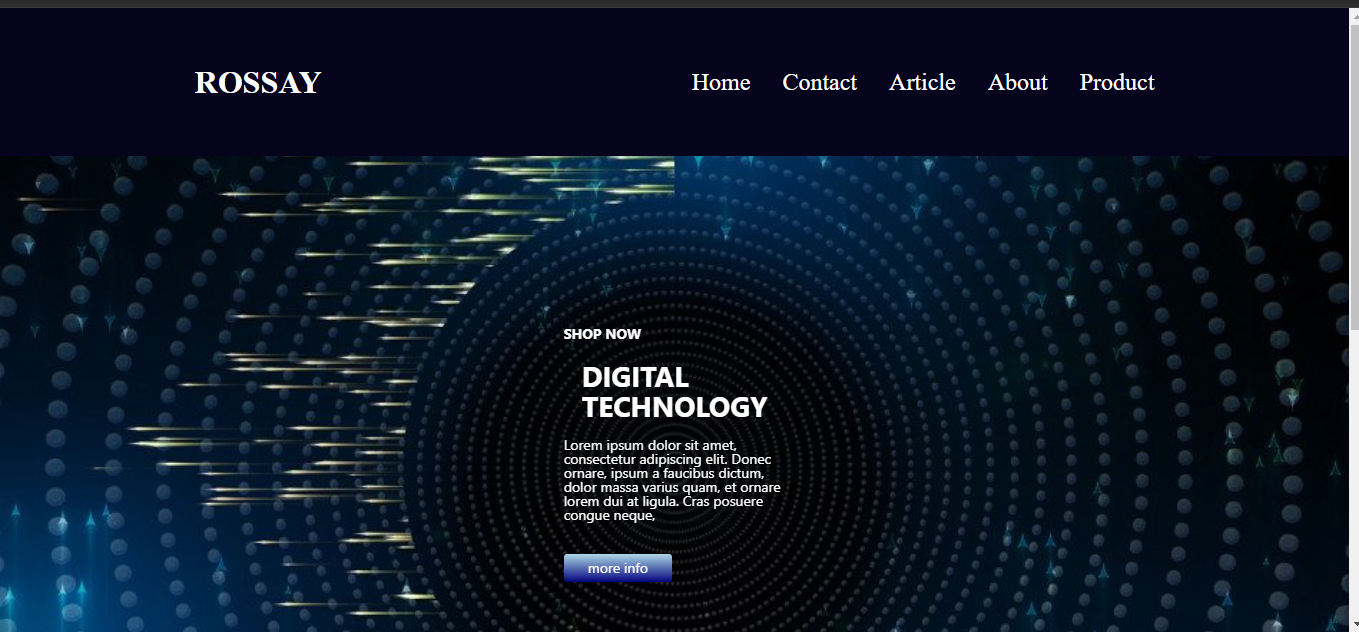 ROSSAY
Home Contact Article About Product
SHOP NOW
DIGITAL
TECHNOLOGY
Lorem ipsum dolor sit amet,
consectetur adipiscing elit. Donec
ornare, ipsum a faucibus dictum,
dolor massa varius quam, et ornare
lorem dui at ligula. Cras posuere
congue neque,
more info